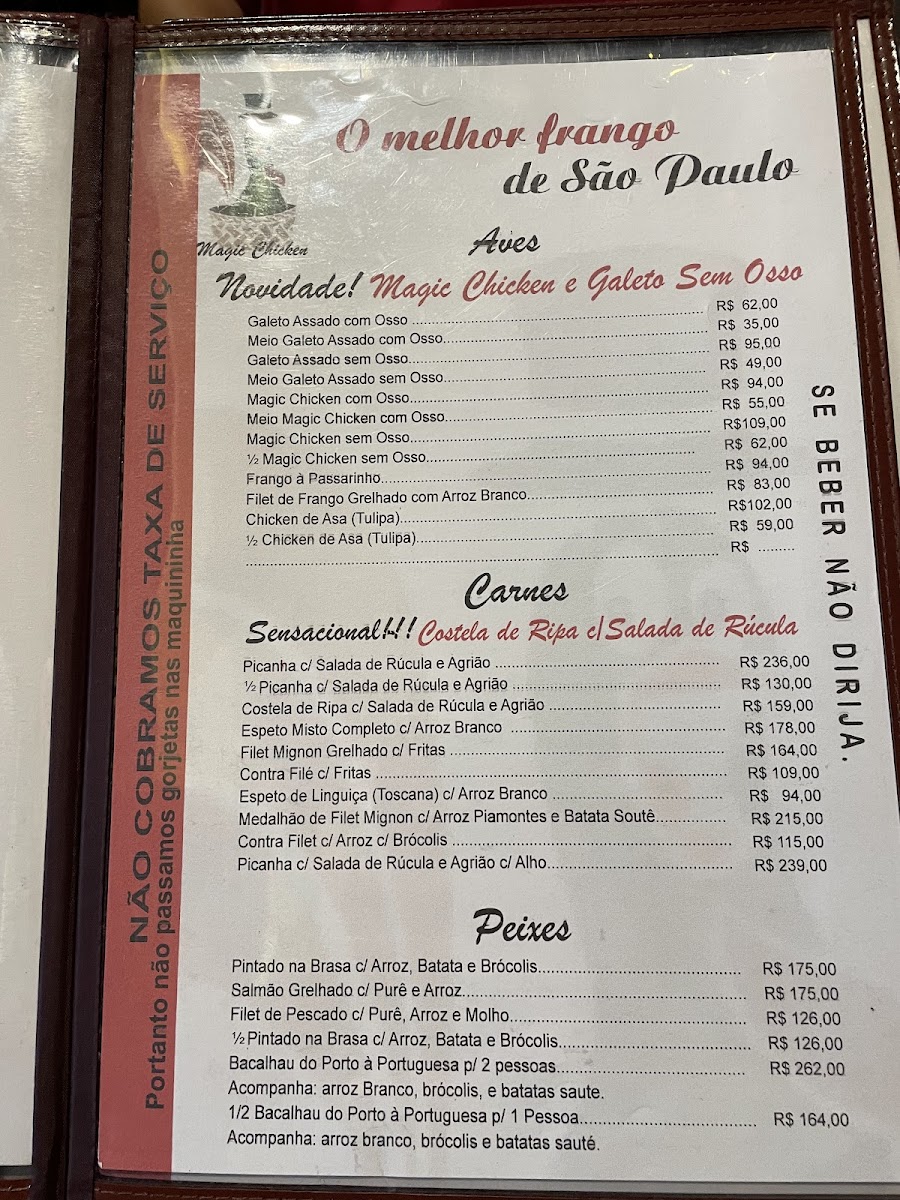 O melhor frango
de São Paulo
Magic Chicken
Aves
Novidade! Magic Chicken e Galeto Sem Osso
Galeto Assado com Osso ........ R$ 62,00
Meio Galeto Assado com Osso........ R$ 35,00
Galeto Assado sem Osso........ R$ 95,00
Meio Galeto Assado sem Osso........ R$ 49,00
Magic Chicken com Osso........ R$ 94,00
Meio Magic Chicken com Osso........ R$ 55,00
Magic Chicken sem Osso........ R$109,00
½ Magic Chicken sem Osso........ R$ 62,00
Frango à Passarinho........ R$ 94,00
Filet de Frango Grelhado com Arroz Branco........ R$ 83,00
Chicken de Asa (Tulipa)........ R$102,00
½ Chicken de Asa (Tulipa)........ R$ 59,00
........ R$ .........
Carnes
Sensacional!!! Costela de Ripa c/Salada de Rúcula
Picanha c/ Salada de Rúcula e Agrião ........ R$ 236,00
½ Picanha c/ Salada de Rúcula e Agrião ........ R$ 130,00
Costela de Ripa c/ Salada de Rúcula e Agrião ........ R$ 159,00
Espeto Misto Completo c/ Arroz Branco ........ R$ 178,00
Filet Mignon Grelhado c/ Fritas ........ R$ 164,00
Contra Filé c/ Fritas ........ R$ 109,00
Espeto de Linguiça (Toscana) c/ Arroz Branco ........ R$ 94,00
Medalhão de Filet Mignon c/ Arroz Piamontes e Batata Soutê........ R$ 215,00
Contra Filet c/ Arroz c/ Brócolis ........ R$ 115,00
Picanha c/ Salada de Rúcula e Agrião c/ Alho........ R$ 239,00
Peixes
Pintado na Brasa c/ Arroz, Batata e Brócolis........ R$ 175,00
Salmão Grelhado c/ Purê e Arroz........ R$ 175,00
Filet de Pescado c/ Purê, Arroz e Molho........ R$ 126,00
½ Pintado na Brasa c/ Arroz, Batata e Brócolis........ R$ 126,00
Bacalhau do Porto à Portuguesa p/ 2 pessoas........ R$ 262,00
Acompanha: arroz Branco, brócolis, e batatas saute.
1/2 Bacalhau do Porto à Portuguesa p/ 1 Pessoa........ R$ 164,00
Acompanha: arroz branco, brócolis e batatas sauté.
NÃO COBRAMOS TAXA DE SERVIÇO
Portanto não passamos gorjetas nas maquininha
SE BEBER NÃO DIRIJA.